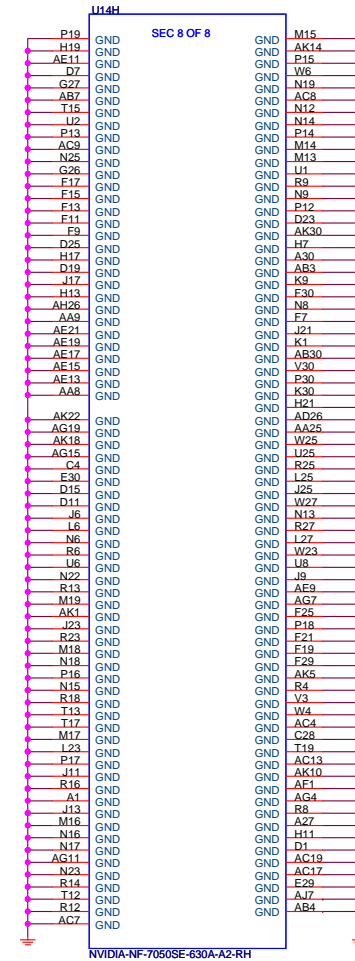 U14H
SEC 8 OF 8
P19 GND GND M15
H19 GND GND AK14
AE11 GND GND P15
D7 GND GND W6
G27 GND GND N19
AB7 GND GND AC8
T15 GND GND N12
U2 GND GND N14
P13 GND GND P14
AC9 GND GND M14
N25 GND GND M13
G26 GND GND U1
F17 GND GND R9
F15 GND GND N9
F13 GND GND P12
F11 GND GND D23
F9 GND GND AK30
D25 GND GND H7
H17 GND GND A30
D19 GND GND AB3
J17 GND GND K9
H13 GND GND F30
AH26 GND GND N8
AA9 GND GND F7
AE21 GND GND J21
AE19 GND GND K1
AE17 GND GND AB30
AE15 GND GND V30
AE13 GND GND P30
AA8 GND GND K30
GND H21
AK22 GND GND AD26
AG19 GND GND AA25
AK18 GND GND W25
AG15 GND GND U25
C4 GND GND R25
E30 GND GND L25
D15 GND GND J25
D11 GND GND W27
J6 GND GND N13
L6 GND GND R27
N6 GND GND L27
R6 GND GND W23
U6 GND GND U8
N22 GND GND J9
R13 GND GND AE9
M19 GND GND AG7
AK1 GND GND F25
J23 GND GND P18
R23 GND GND F21
M18 GND GND F19
N18 GND GND F29
P16 GND GND AK5
N15 GND GND R4
R18 GND GND V3
T13 GND GND W4
T17 GND GND AC4
M17 GND GND C28
L23 GND GND T19
P17 GND GND AC13
J11 GND GND AK10
R16 GND GND AF1
A1 GND GND AG4
J13 GND GND R8
M16 GND GND A27
N16 GND GND H11
N17 GND GND D1
AG11 GND GND AC19
N23 GND GND AC17
R14 GND GND E29
T12 GND GND AJ7
R12 GND GND AB4
AC7 GND
NVIDIA-NF-7050SE-630A-A2-RH